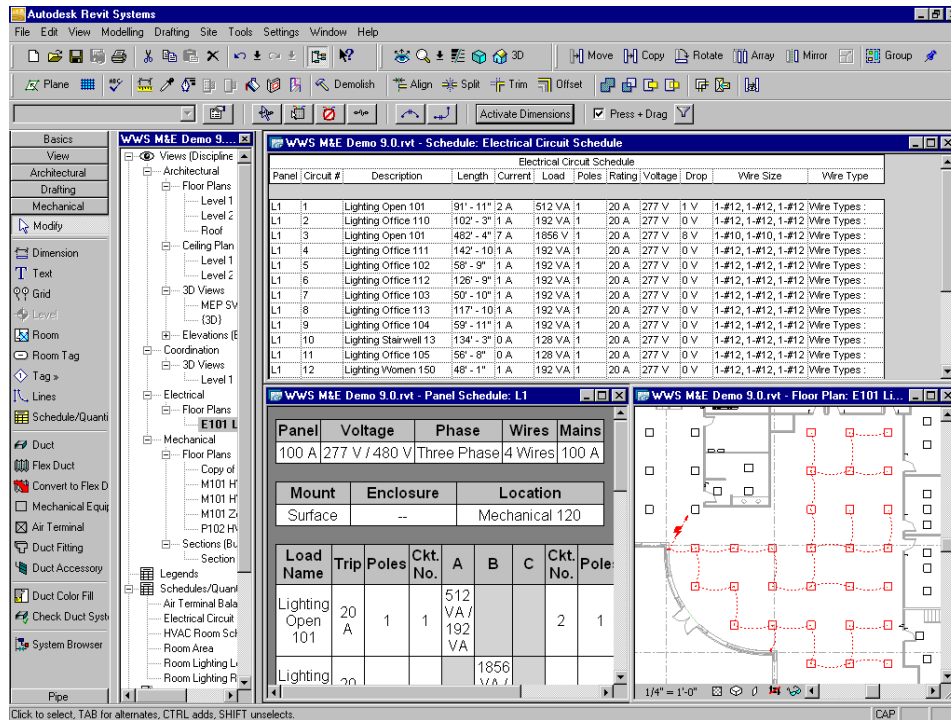 Autodesk Revit Systems
File Edit View Modelling Drafting Site Tools Settings Window Help
3D Move Copy Rotate Array Mirror Group
Plane Demolish Align Split Trim Offset
Activate Dimensions Press + Drag
Basics
View
Architectural
Drafting
Mechanical
Modify
Dimension
Text
Grid
Level
Room
Room Tag
Tag »
Lines
Schedule/Quanti
Duct
Flex Duct
Convert to Flex D
Mechanical Equip
Air Terminal
Duct Fitting
Duct Accessory
Duct Color Fill
Check Duct Syste
System Browser
Pipe
WWS M&E Demo 9....
Views (Discipline
Architectural
Floor Plans
Level 1
Level 2
Roof
Ceiling Plan
Level 1
Level 2
3D Views
MEP SV
{3D}
Elevations (B
Coordination
3D Views
Level 1
Electrical
Floor Plans
E101 L
Mechanical
Floor Plans
Copy of
M101 H
M101 H
M101 Z
P102 H
Sections (Bu
Section
Legends
Schedules/Quant
Air Terminal Bala
Electrical Circuit
HVAC Room Sch
Room Area
Room Lighting L
Room Lighting R
WWS M&E Demo 9.0.rvt - Schedule: Electrical Circuit Schedule
Electrical Circuit Schedule
Panel Circuit # Description Length Current Load Poles Rating Voltage Drop Wire Size Wire Type
L1 1 Lighting Open 101 91' - 11" 2 A 512 VA 1 20 A 277 V 1 V 1-#12, 1-#12, 1-#12 Wire Types :
L1 2 Lighting Office 110 102' - 3" 1 A 192 VA 1 20 A 277 V 0 V 1-#12, 1-#12, 1-#12 Wire Types :
L1 3 Lighting Open 101 482' - 4" 7 A 1856 V 1 20 A 277 V 8 V 1-#10, 1-#10, 1-#10 Wire Types :
L1 4 Lighting Office 111 142' - 10 1 A 192 VA 1 20 A 277 V 0 V 1-#12, 1-#12, 1-#12 Wire Types :
L1 5 Lighting Office 102 58' - 9" 1 A 192 VA 1 20 A 277 V 0 V 1-#12, 1-#12, 1-#12 Wire Types :
L1 6 Lighting Office 112 126' - 9" 1 A 192 VA 1 20 A 277 V 0 V 1-#12, 1-#12, 1-#12 Wire Types :
L1 7 Lighting Office 103 50' - 10" 1 A 192 VA 1 20 A 277 V 0 V 1-#12, 1-#12, 1-#12 Wire Types :
L1 8 Lighting Office 113 117' - 10 1 A 192 VA 1 20 A 277 V 0 V 1-#12, 1-#12, 1-#12 Wire Types :
L1 9 Lighting Office 104 59' - 11" 1 A 192 VA 1 20 A 277 V 0 V 1-#12, 1-#12, 1-#12 Wire Types :
L1 10 Lighting Stairwell 13 134' - 3" 0 A 128 VA 1 20 A 277 V 0 V 1-#12, 1-#12, 1-#12 Wire Types :
L1 11 Lighting Office 105 56' - 8" 0 A 128 VA 1 20 A 277 V 0 V 1-#12, 1-#12, 1-#12 Wire Types :
L1 12 Lighting Women 150 48' - 1" 1 A 192 VA 1 20 A 277 V 0 V 1-#12, 1-#12, 1-#12 Wire Types :
WWS M&E Demo 9.0.rvt - Panel Schedule: L1
Panel Voltage Phase Wires Mains
100 A 277 V / 480 V Three Phase 4 Wires 100 A
Mount Enclosure Location
Surface -- Mechanical 120
Load Name Trip Poles Ckt. No. A B C Ckt. No. Pole
Lighting Open 101 20 A 1 1 512 VA / 192 VA 2 1
Lighting 20 1856 VA /
WWS M&E Demo 9.0.rvt - Floor Plan: E101 Li...
1/4" = 1'-0"
Click to select, TAB for alternates, CTRL adds, SHIFT unselects.
CAP